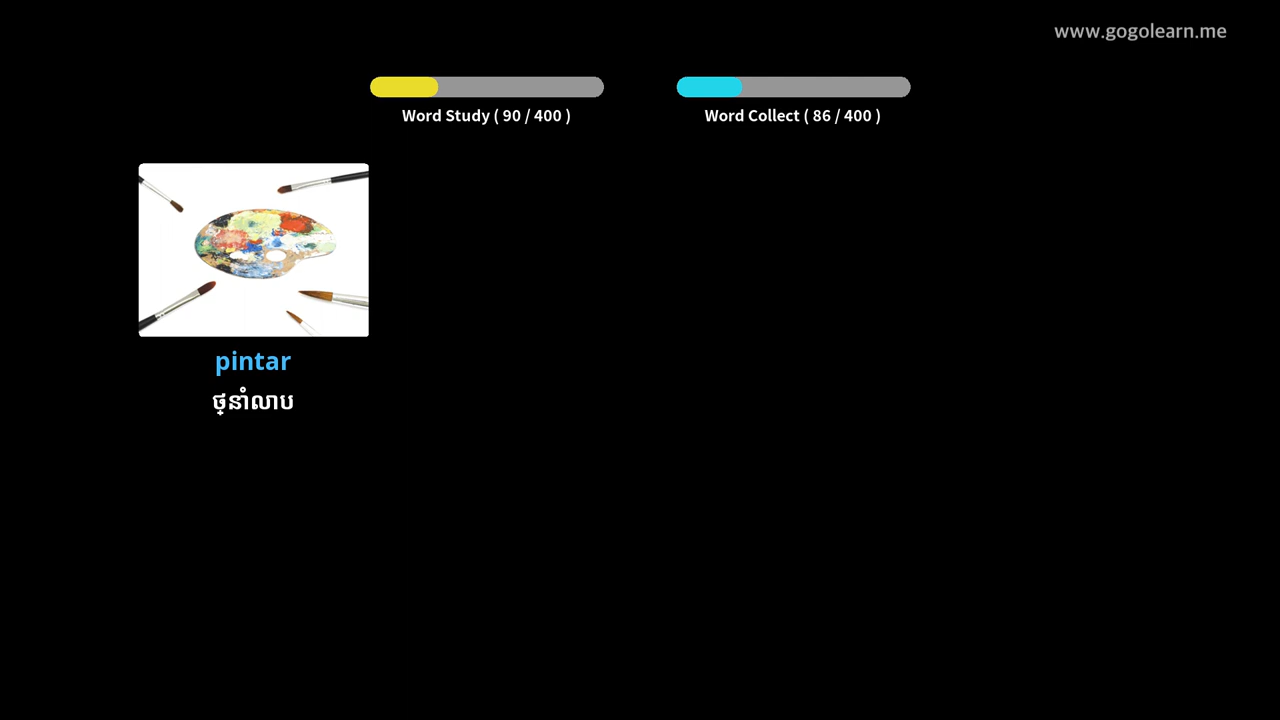 www.gogolearn.me
Word Study ( 90 / 400 )
Word Collect ( 86 / 400 )
pintar
ថ្នាំលាប